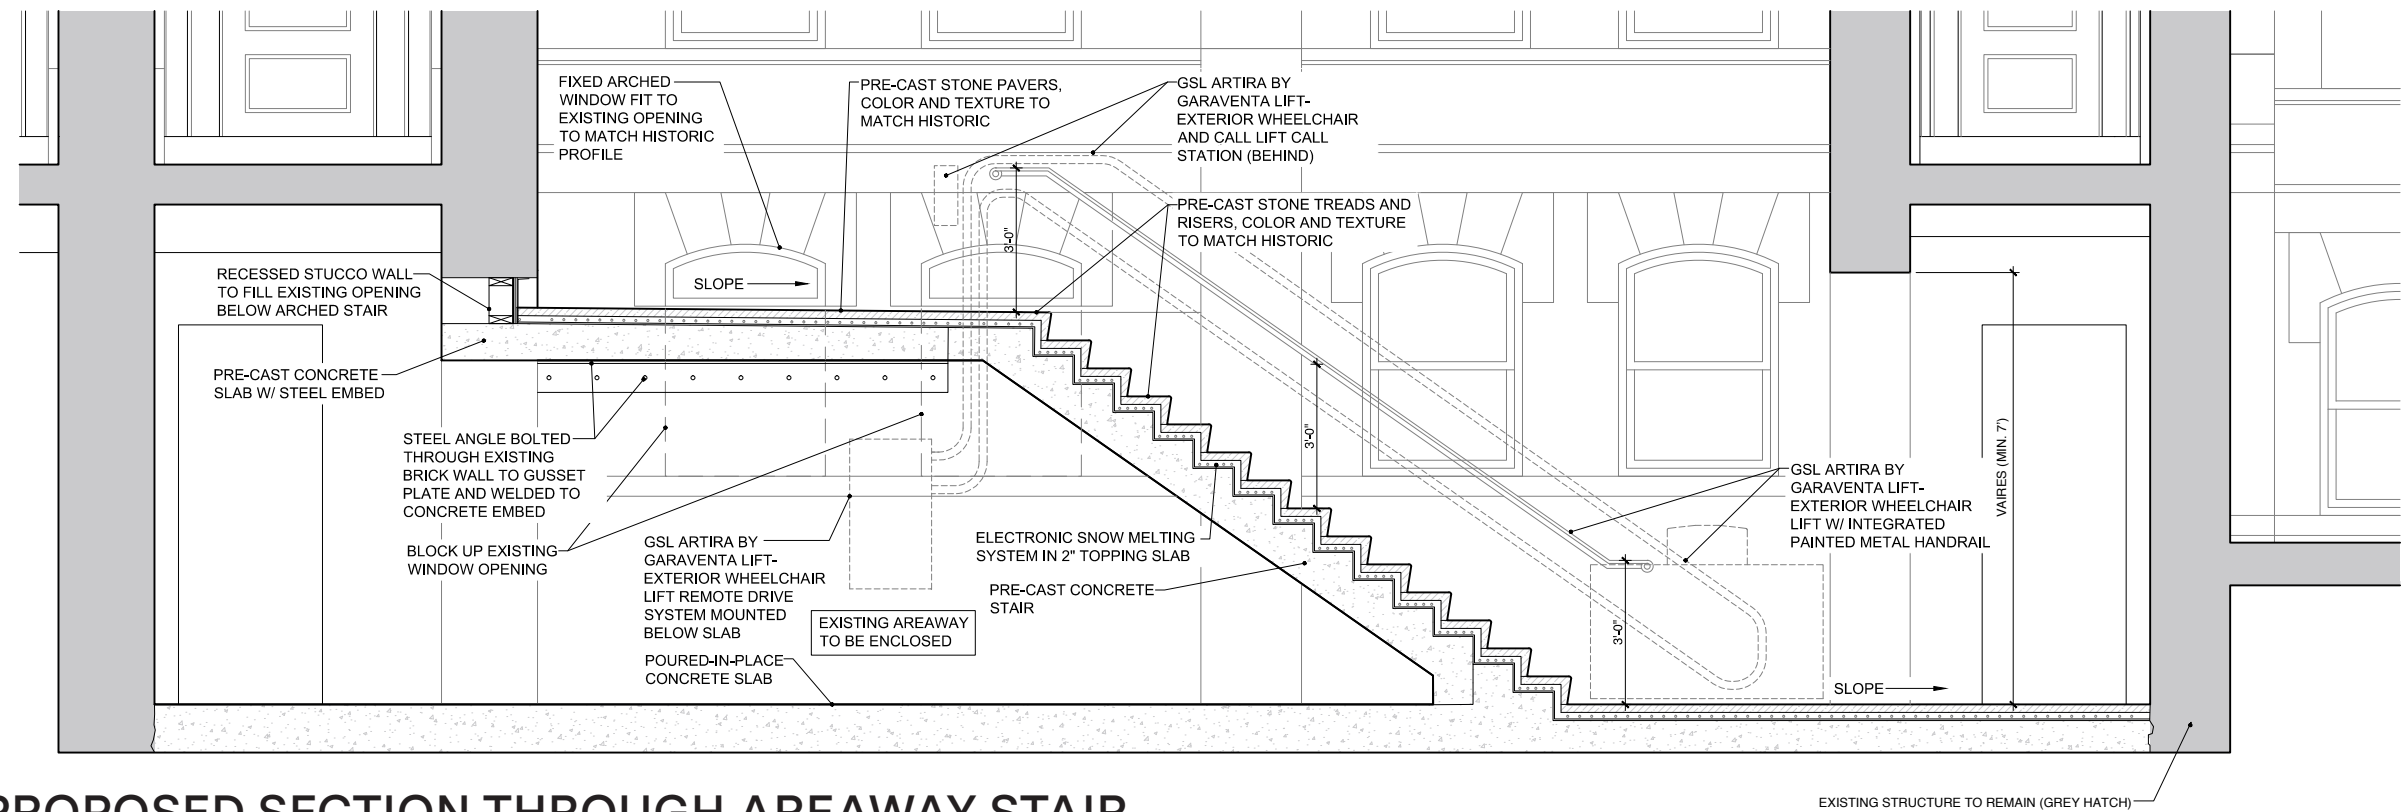 FIXED ARCHED
WINDOW FIT TO
EXISTING OPENING
TO MATCH HISTORIC
PROFILE
PRE-CAST STONE PAVERS,
COLOR AND TEXTURE TO
MATCH HISTORIC
GSL ARTIRA BY
GARAVENTA LIFT-
EXTERIOR WHEELCHAIR
AND CALL LIFT CALL
STATION (BEHIND)
PRE-CAST STONE TREADS AND
RISERS, COLOR AND TEXTURE
TO MATCH HISTORIC
3'-0"
RECESSED STUCCO WALL
TO FILL EXISTING OPENING
BELOW ARCHED STAIR
SLOPE
PRE-CAST CONCRETE
SLAB W/ STEEL EMBED
STEEL ANGLE BOLTED
THROUGH EXISTING
BRICK WALL TO GUSSET
PLATE AND WELDED TO
CONCRETE EMBED
BLOCK UP EXISTING
WINDOW OPENING
GSL ARTIRA BY
GARAVENTA LIFT-
EXTERIOR WHEELCHAIR
LIFT REMOTE DRIVE
SYSTEM MOUNTED
BELOW SLAB
EXISTING AREAWAY
TO BE ENCLOSED
POURED-IN-PLACE
CONCRETE SLAB
ELECTRONIC SNOW MELTING
SYSTEM IN 2" TOPPING SLAB
PRE-CAST CONCRETE
STAIR
3'-0"
3'-0"
GSL ARTIRA BY
GARAVENTA LIFT-
EXTERIOR WHEELCHAIR
LIFT W/ INTEGRATED
PAINTED METAL HANDRAIL
VAIRES (MIN. 7')
SLOPE
PROPOSED SECTION THROUGH AREAWAY STAIR
EXISTING STRUCTURE TO REMAIN (GREY HATCH)